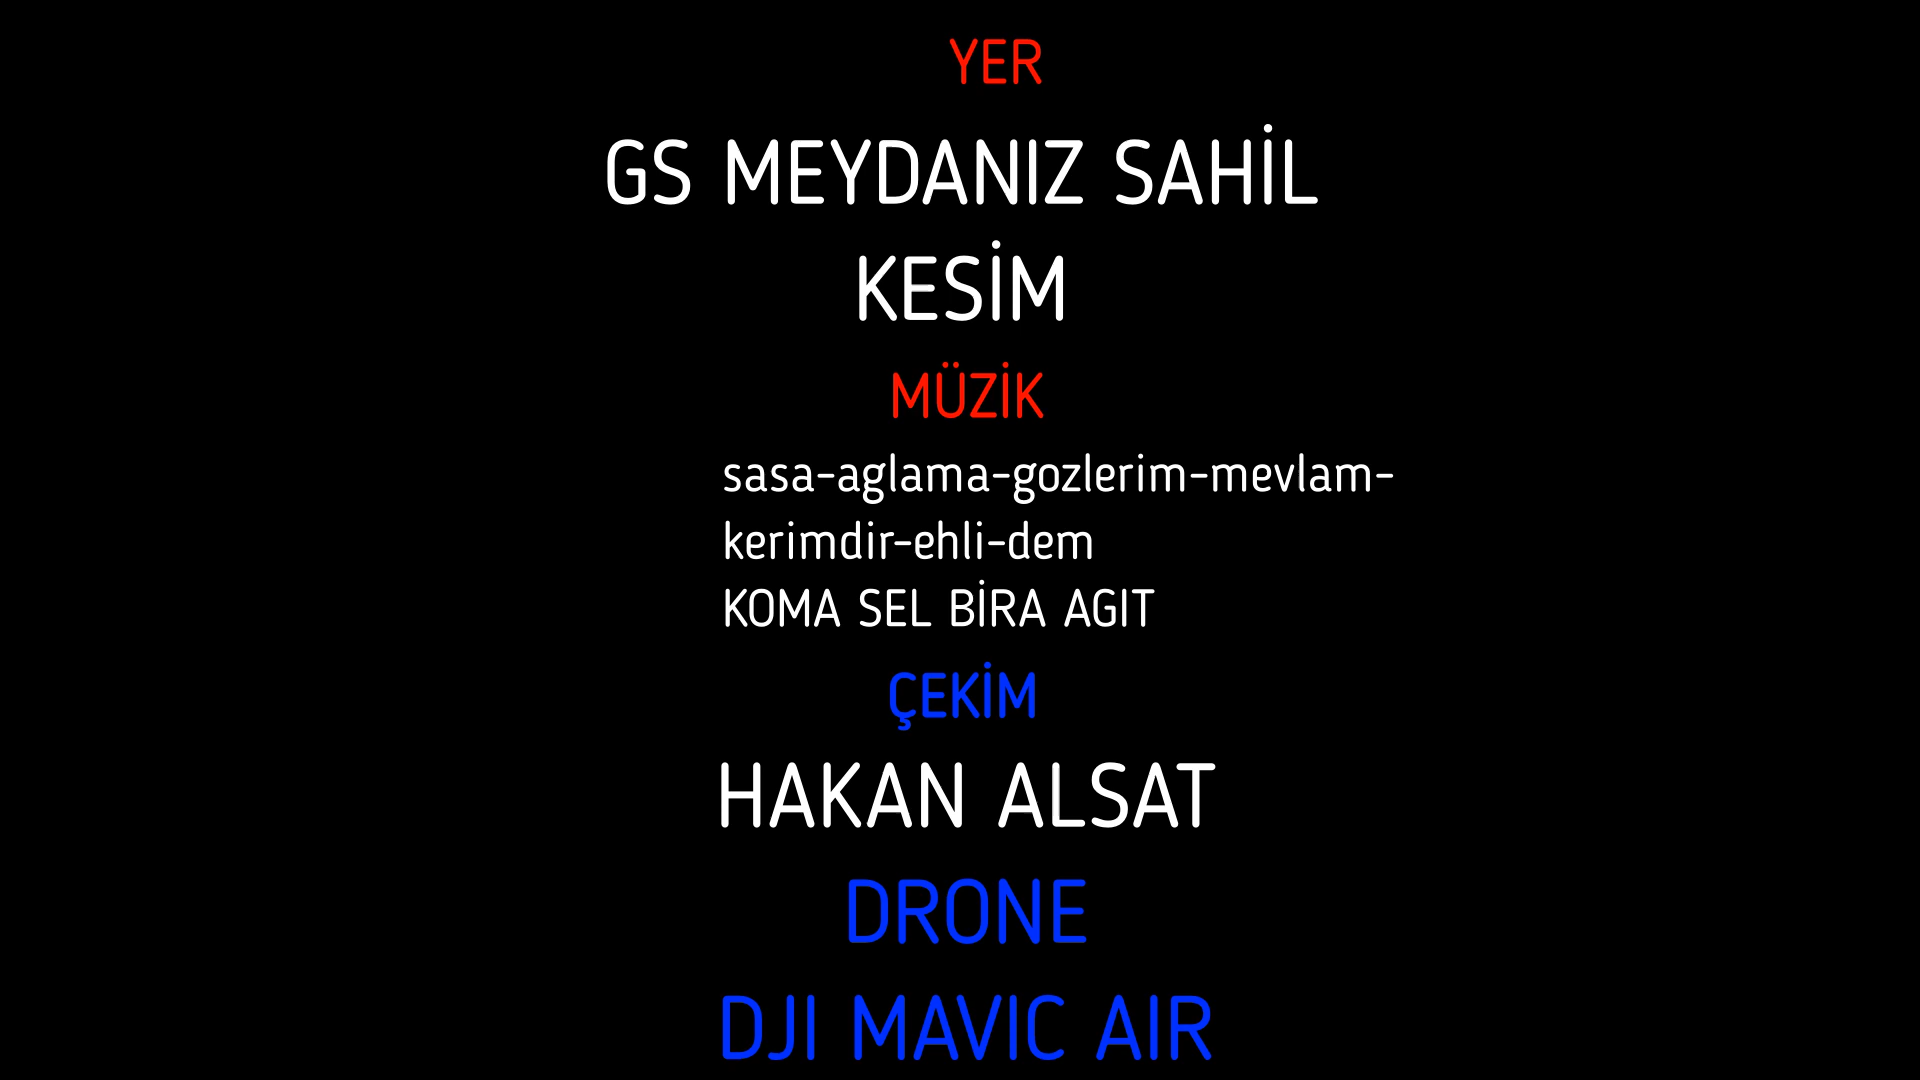 YER
GS MEYDANIZ SAHİL
KESİM
MÜZİK
sasa-aglama-gozlerim-mevlam-
kerimdir-ehli-dem
KOMA SEL BİRA AGIT
ÇEKİM
HAKAN ALSAT
DRONE
DJI MAVIC AIR